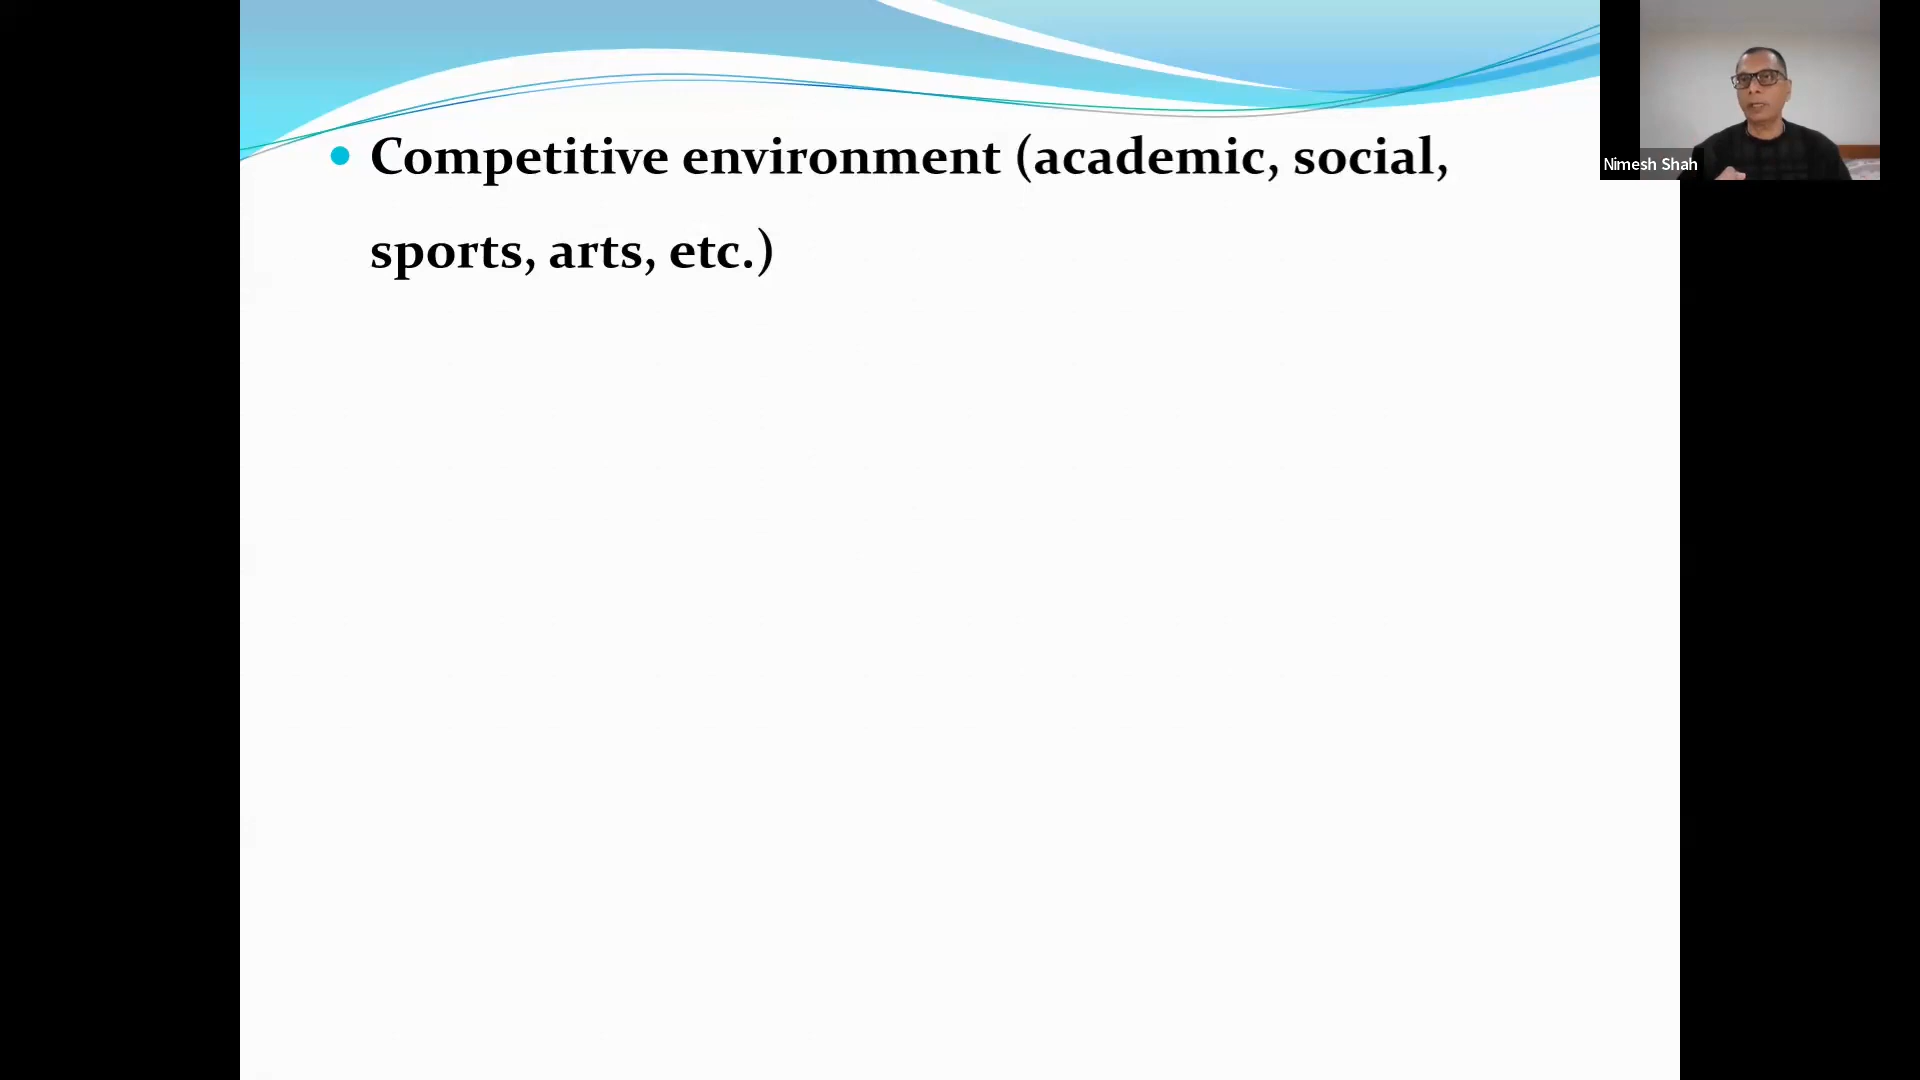 Competitive environment (academic, social,
sports, arts, etc.)
Nimesh Shah